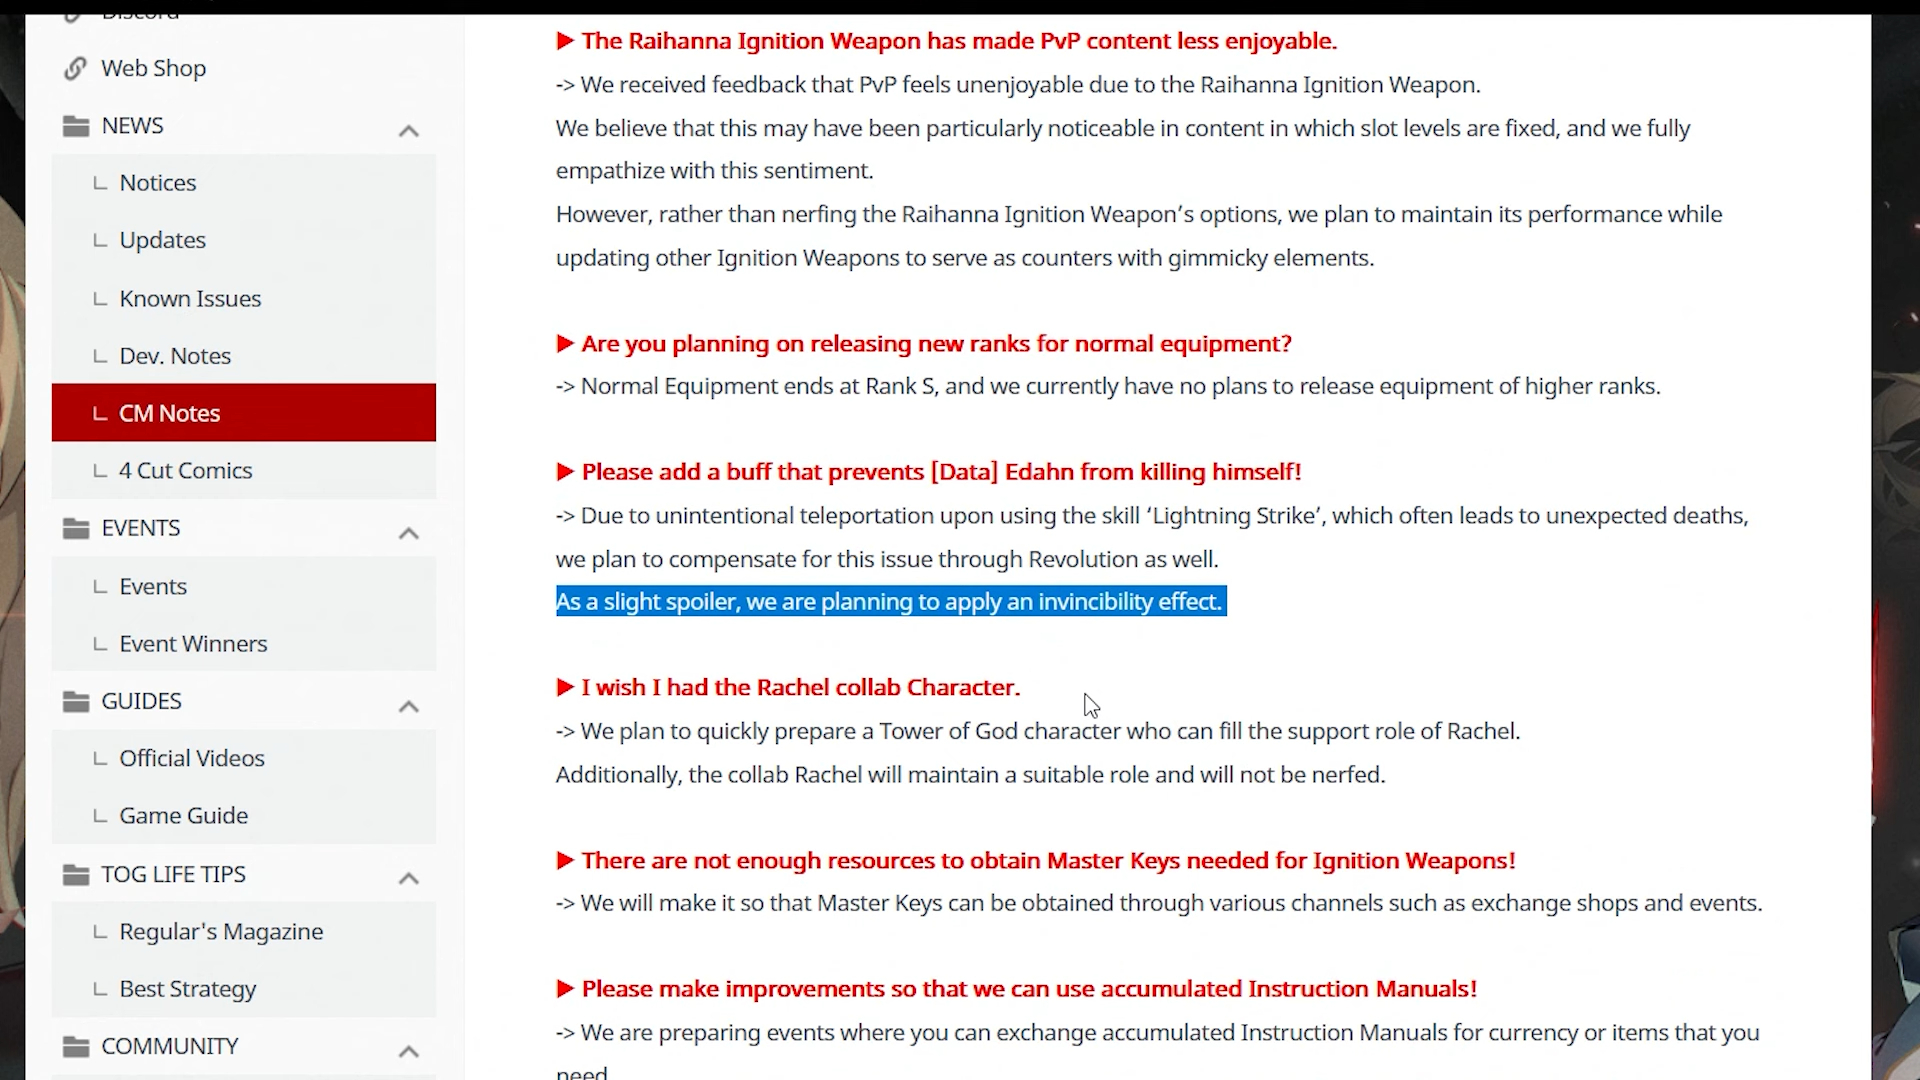 Discord
Web Shop
NEWS
Notices
Updates
Known Issues
Dev. Notes
CM Notes
4 Cut Comics
EVENTS
Events
Event Winners
GUIDES
Official Videos
Game Guide
TOG LIFE TIPS
Regular's Magazine
Best Strategy
COMMUNITY
▶ The Raihanna Ignition Weapon has made PvP content less enjoyable.
-> We received feedback that PvP feels unenjoyable due to the Raihanna Ignition Weapon.
We believe that this may have been particularly noticeable in content in which slot levels are fixed, and we fully
empathize with this sentiment.
However, rather than nerfing the Raihanna Ignition Weapon’s options, we plan to maintain its performance while
updating other Ignition Weapons to serve as counters with gimmicky elements.
▶ Are you planning on releasing new ranks for normal equipment?
-> Normal Equipment ends at Rank S, and we currently have no plans to release equipment of higher ranks.
▶ Please add a buff that prevents [Data] Edahn from killing himself!
-> Due to unintentional teleportation upon using the skill ‘Lightning Strike’, which often leads to unexpected deaths,
we plan to compensate for this issue through Revolution as well.
As a slight spoiler, we are planning to apply an invincibility effect.
▶ I wish I had the Rachel collab Character.
-> We plan to quickly prepare a Tower of God character who can fill the support role of Rachel.
Additionally, the collab Rachel will maintain a suitable role and will not be nerfed.
▶ There are not enough resources to obtain Master Keys needed for Ignition Weapons!
-> We will make it so that Master Keys can be obtained through various channels such as exchange shops and events.
▶ Please make improvements so that we can use accumulated Instruction Manuals!
-> We are preparing events where you can exchange accumulated Instruction Manuals for currency or items that you
need.